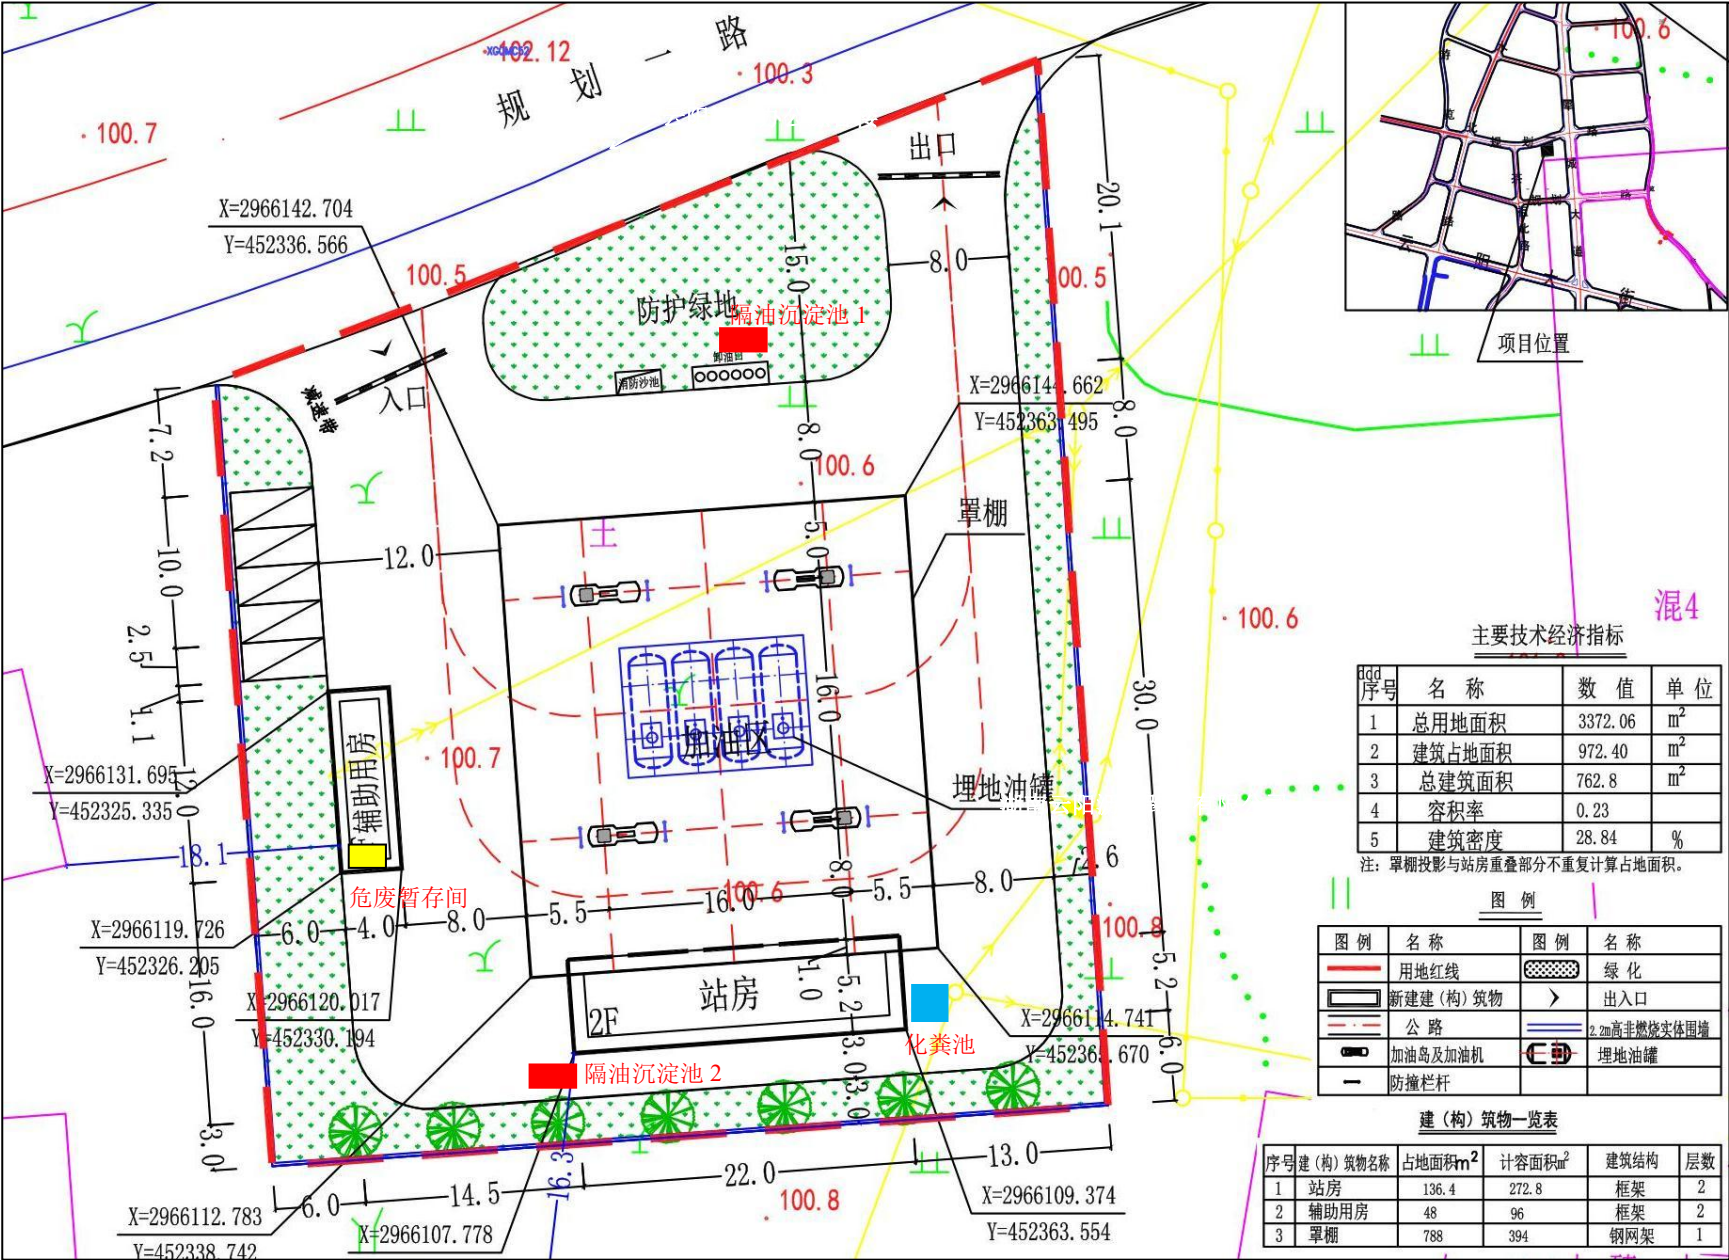 规划一路
102.12
100.3
100.7
100.6
X=2966142.704
Y=452336.566
100.5
出口
20.1
15.0
8.0
00.5
防护绿地
隔油沉淀池 1
卸油口
消防沙池
入口
减速带
项目位置
X=2966144.662
Y=452363.495
7.2
8.0
8.0
100.6
罩棚
10.0
12.0
土
5.0
混4
100.6
2.5
1.1
16.0
30.0
加油区
100.7
埋地油罐
辅助用房
X=2966131.695
Y=452325.335
12.0
18.1
危废暂存间
8.0
2.6
6.0
4.0
8.0
5.5
16.0
100.6
5.5
8.0
100.8
X=2966119.726
Y=452326.205
16.0
X=2966120.017
Y=452330.194
站房
2F
1.0
5.2
5.2
化粪池
X=2966114.741
Y=452365.670
隔油沉淀池 2
3.0
3.0
6.0
3.0
6.0
14.5
16.3
22.0
13.0
100.8
X=2966112.783
Y=452338.742
X=2966107.778
X=2966109.374
Y=452363.554
主要技术经济指标
ddd
序号 名 称 数 值 单 位
1 总用地面积 3372.06 m²
2 建筑占地面积 972.40 m²
3 总建筑面积 762.8 m²
4 容积率 0.23
5 建筑密度 28.84 %
注：罩棚投影与站房重叠部分不重复计算占地面积。
图 例
图 例 名 称 图 例 名 称
用地红线 绿 化
新建建（构）筑物 出入口
公 路 2.2m高非燃烧实体围墙
加油岛及加油机 埋地油罐
防撞栏杆
建（构）筑物一览表
序号 建（构）筑物名称 占地面积m² 计容面积m² 建筑结构 层数
1 站房 136.4 272.8 框架 2
2 辅助用房 48 96 框架 2
3 罩棚 788 394 钢网架 1